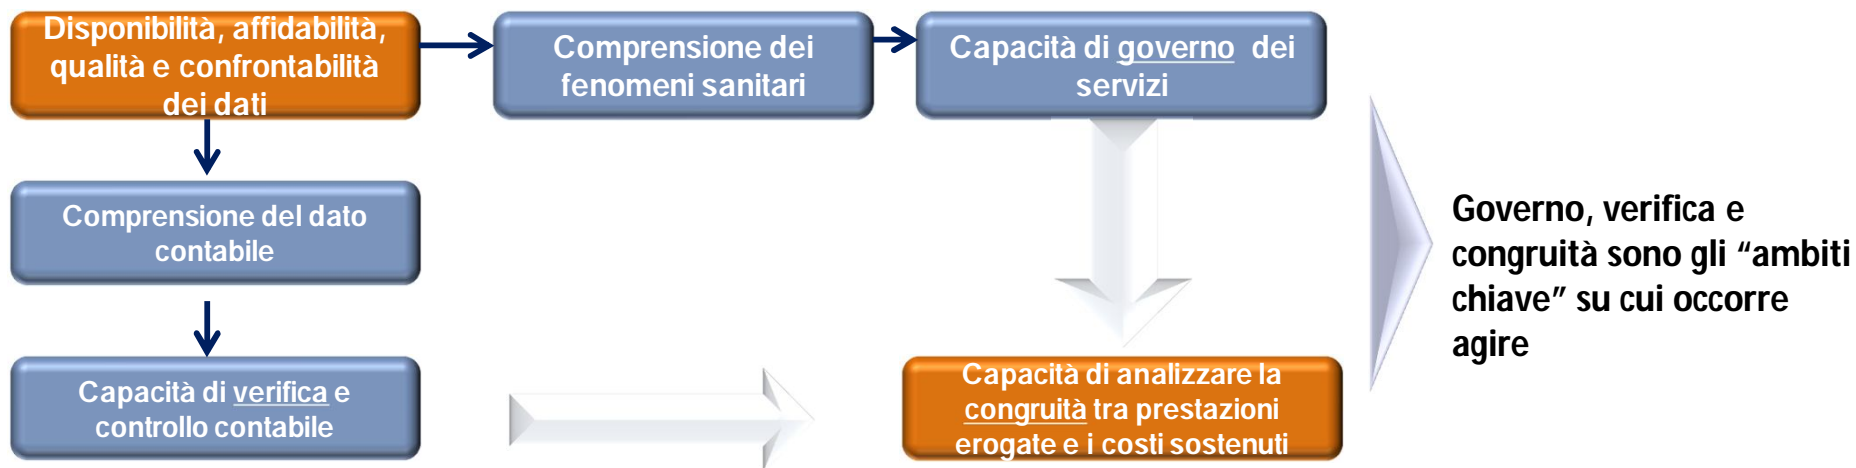 Disponibilità, affidabilità,
qualità e confrontabilità
dei dati
Comprensione dei
fenomeni sanitari
Capacità di governo dei
servizi
Comprensione del dato
contabile
Governo, verifica e
congruità sono gli “ambiti
chiave” su cui occorre
agire
Capacità di verifica e
controllo contabile
Capacità di analizzare la
congruità tra prestazioni
erogate e i costi sostenuti